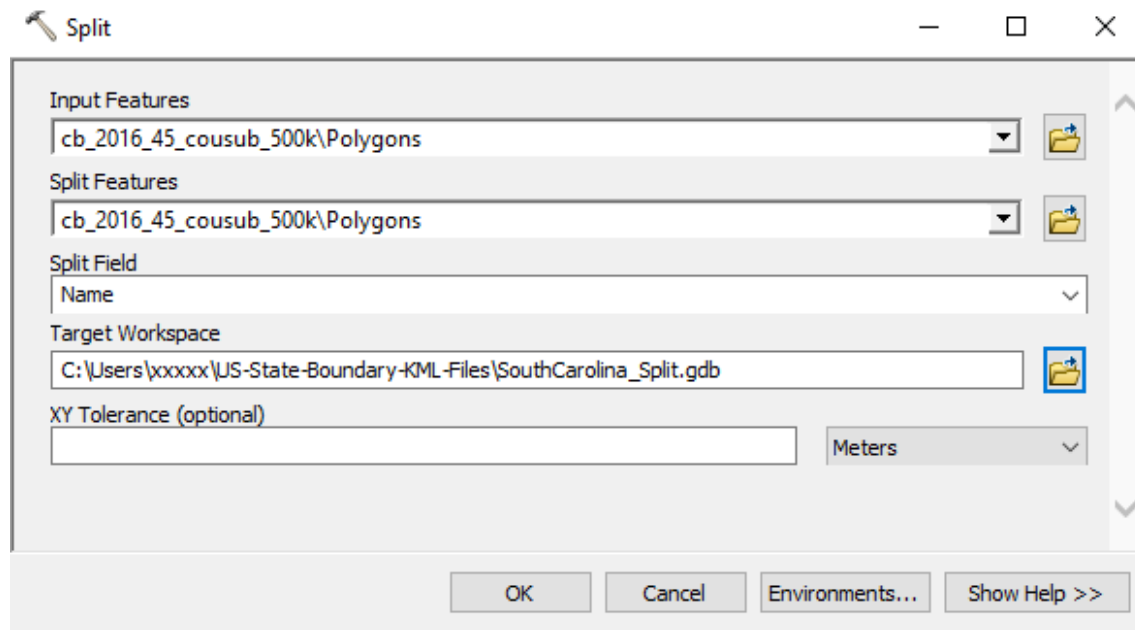 Split
Input Features
cb_2016_45_cousub_500k\Polygons
Split Features
cb_2016_45_cousub_500k\Polygons
Split Field
Name
Target Workspace
C:\Users\xxxxx\US-State-Boundary-KML-Files\SouthCarolina_Split.gdb
XY Tolerance (optional)
Meters
OK Cancel Environments... Show Help >>